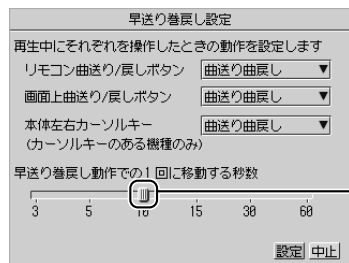 早送り巻戻し設定
再生中にそれぞれを操作したときの動作を設定します
リモコン曲送り/戻しボタン 曲送り曲戻し ▼
画面上曲送り/戻しボタン 曲送り曲戻し ▼
本体左右カーソルキー 曲送り曲戻し ▼
(カーソルキーのある機種のみ)
早送り巻戻し動作での1回に移動する秒数
3 5 10 15 30 60
設定 中止